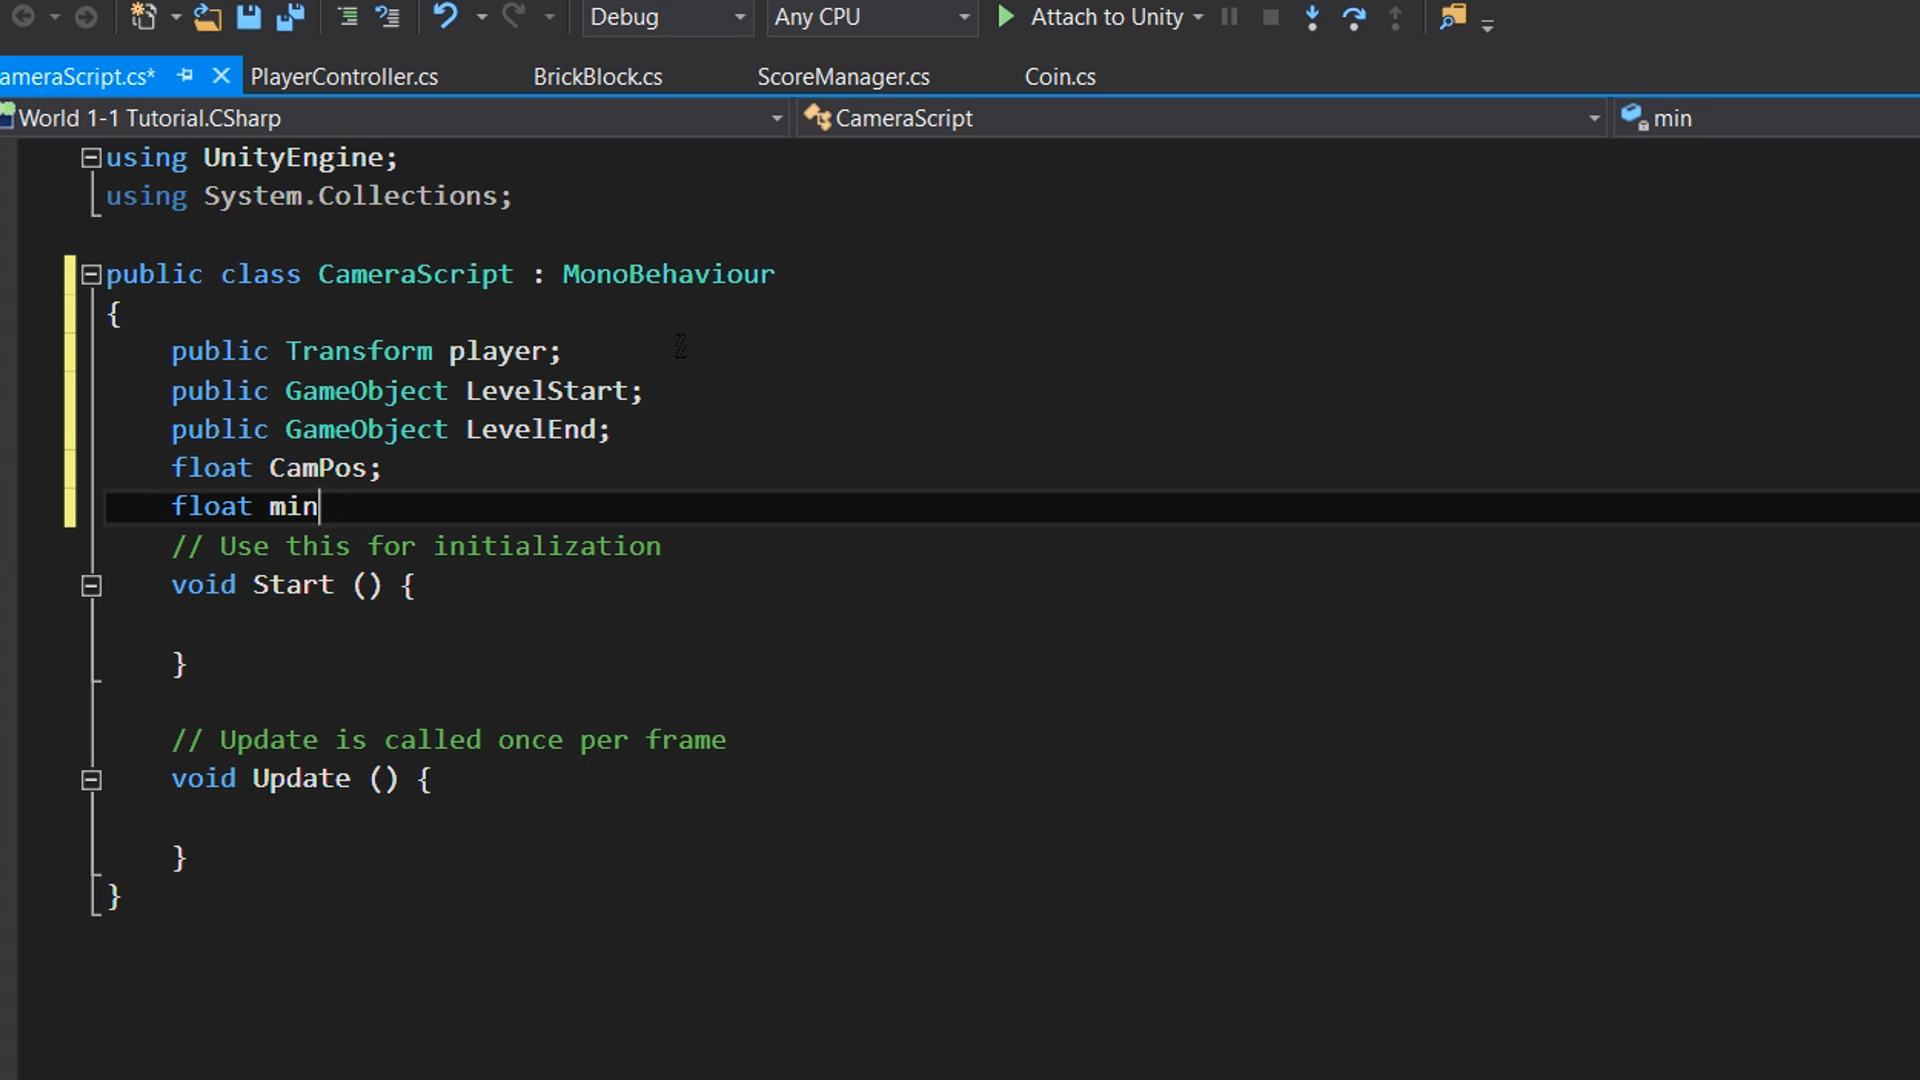 Debug Any CPU Attach to Unity
ameraScript.cs* PlayerController.cs BrickBlock.cs ScoreManager.cs Coin.cs
World 1-1 Tutorial.CSharp CameraScript min
using UnityEngine;
using System.Collections;
public class CameraScript : MonoBehaviour
{
public Transform player;
public GameObject LevelStart;
public GameObject LevelEnd;
float CamPos;
float min
// Use this for initialization
void Start () {
}
// Update is called once per frame
void Update () {
}
}